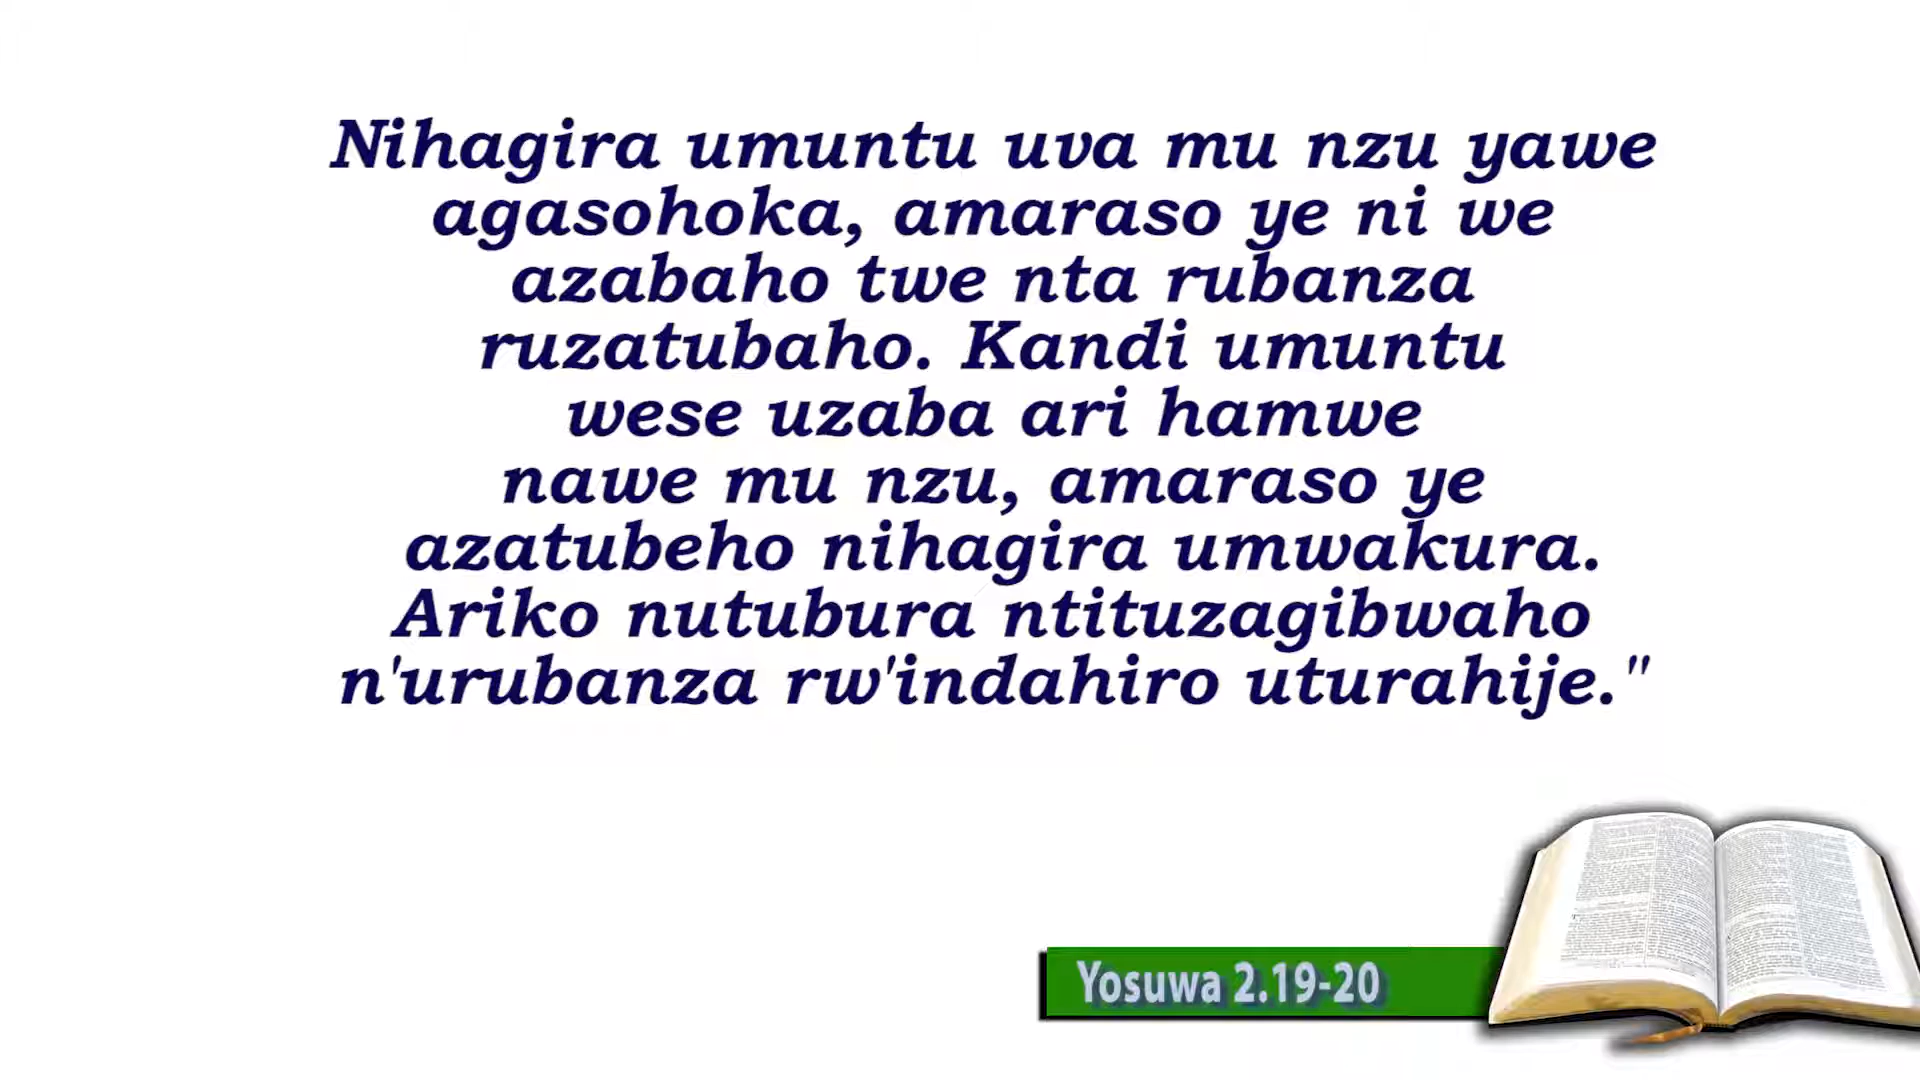 Nihagira umuntu uva mu nzu yawe
agasohoka, amaraso ye ni we
azabaho twe nta rubanza
ruzatubaho. Kandi umuntu
wese uzaba ari hamwe
nawe mu nzu, amaraso ye
azatubeho nihagira umwakura.
Ariko nutubura ntituzagibwaho
n'urubanza rw'indahiro uturahije."
Yosuwa 2.19-20